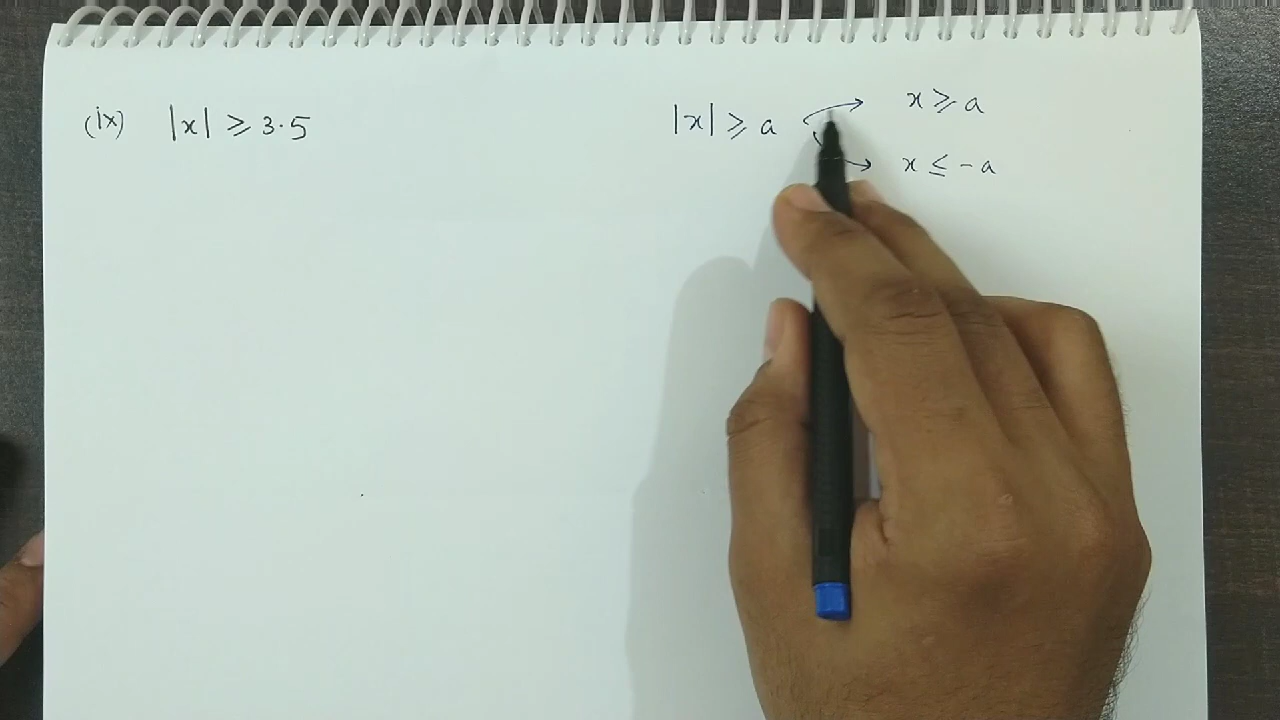 (ix) |x| ⩾ 3.5
|x| ⩾ a
x ⩾ a
x ≤ -a